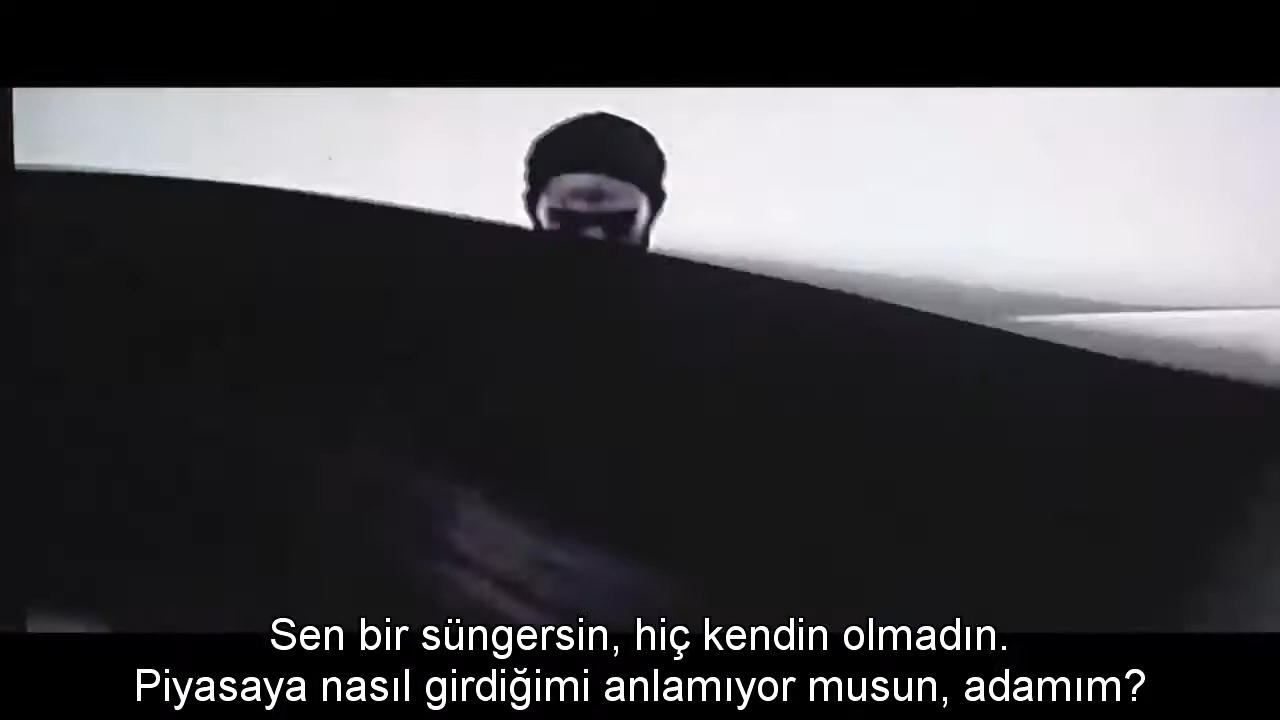 Sen bir süngersin, hiç kendin olmadın.
Piyasaya nasıl girdiğimi anlamıyor musun, adamım?